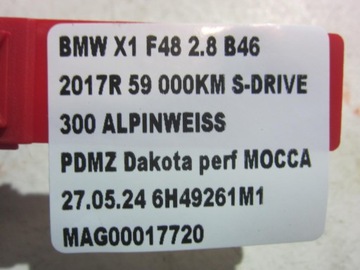 BMW X1 F48 2.8 B46
2017R 59 000KM S-DRIVE
300 ALPINWEISS
PDMZ Dakota perf MOCCA
27.05.24 6H49261M1
MAG00017720